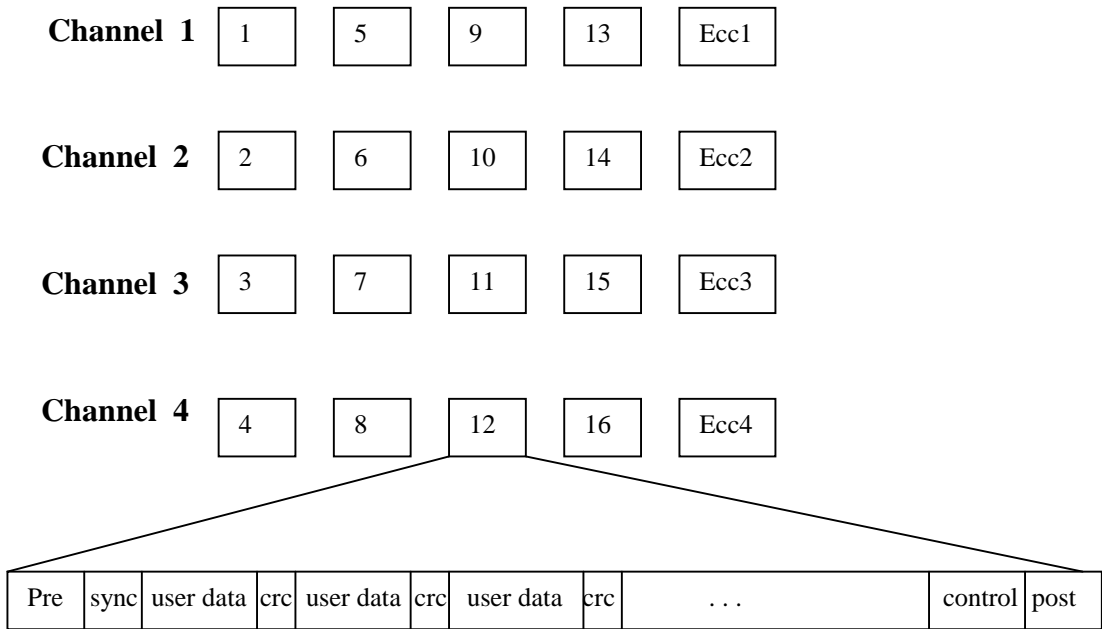 Channel 1 1 5 9 13 Ecc1
Channel 2 2 6 10 14 Ecc2
Channel 3 3 7 11 15 Ecc3
Channel 4 4 8 12 16 Ecc4
Pre sync user data crc user data crc user data crc . . . control post